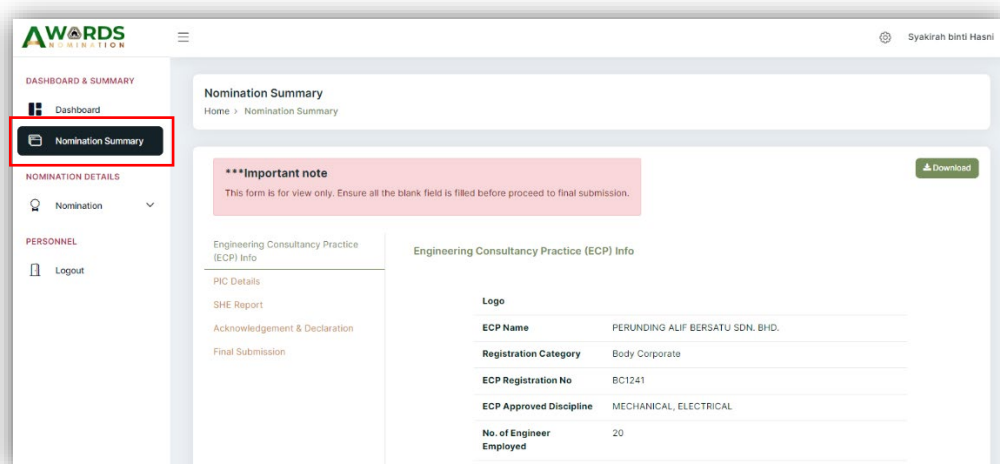 AWARDS
NOMINATION
Syakirah binti Hasni
DASHBOARD & SUMMARY
Dashboard
Nomination Summary
NOMINATION DETAILS
Nomination
PERSONNEL
Logout
Nomination Summary
Home > Nomination Summary
***Important note
This form is for view only. Ensure all the blank field is filled before proceed to final submission.
Download
Engineering Consultancy Practice
(ECP) Info
PIC Details
SHE Report
Acknowledgement & Declaration
Final Submission
Engineering Consultancy Practice (ECP) Info
Logo
ECP Name PERUNDING ALIF BERSATU SDN. BHD.
Registration Category Body Corporate
ECP Registration No BC1241
ECP Approved Discipline MECHANICAL, ELECTRICAL
No. of Engineer 20
Employed